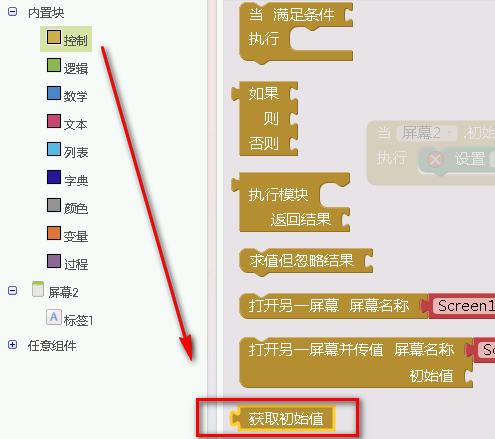 内置块
控制
逻辑
数学
文本
列表
字典
颜色
变量
过程
屏幕2
A 标签1
任意组件
当 满足条件
执行
如果
则
否则
当 屏幕2 .初始
执行 设置
执行模块
返回结果
求值但忽略结果
打开另一屏幕 屏幕名称 Screen1
打开另一屏幕并传值 屏幕名称 Sc
初始值
获取初始值